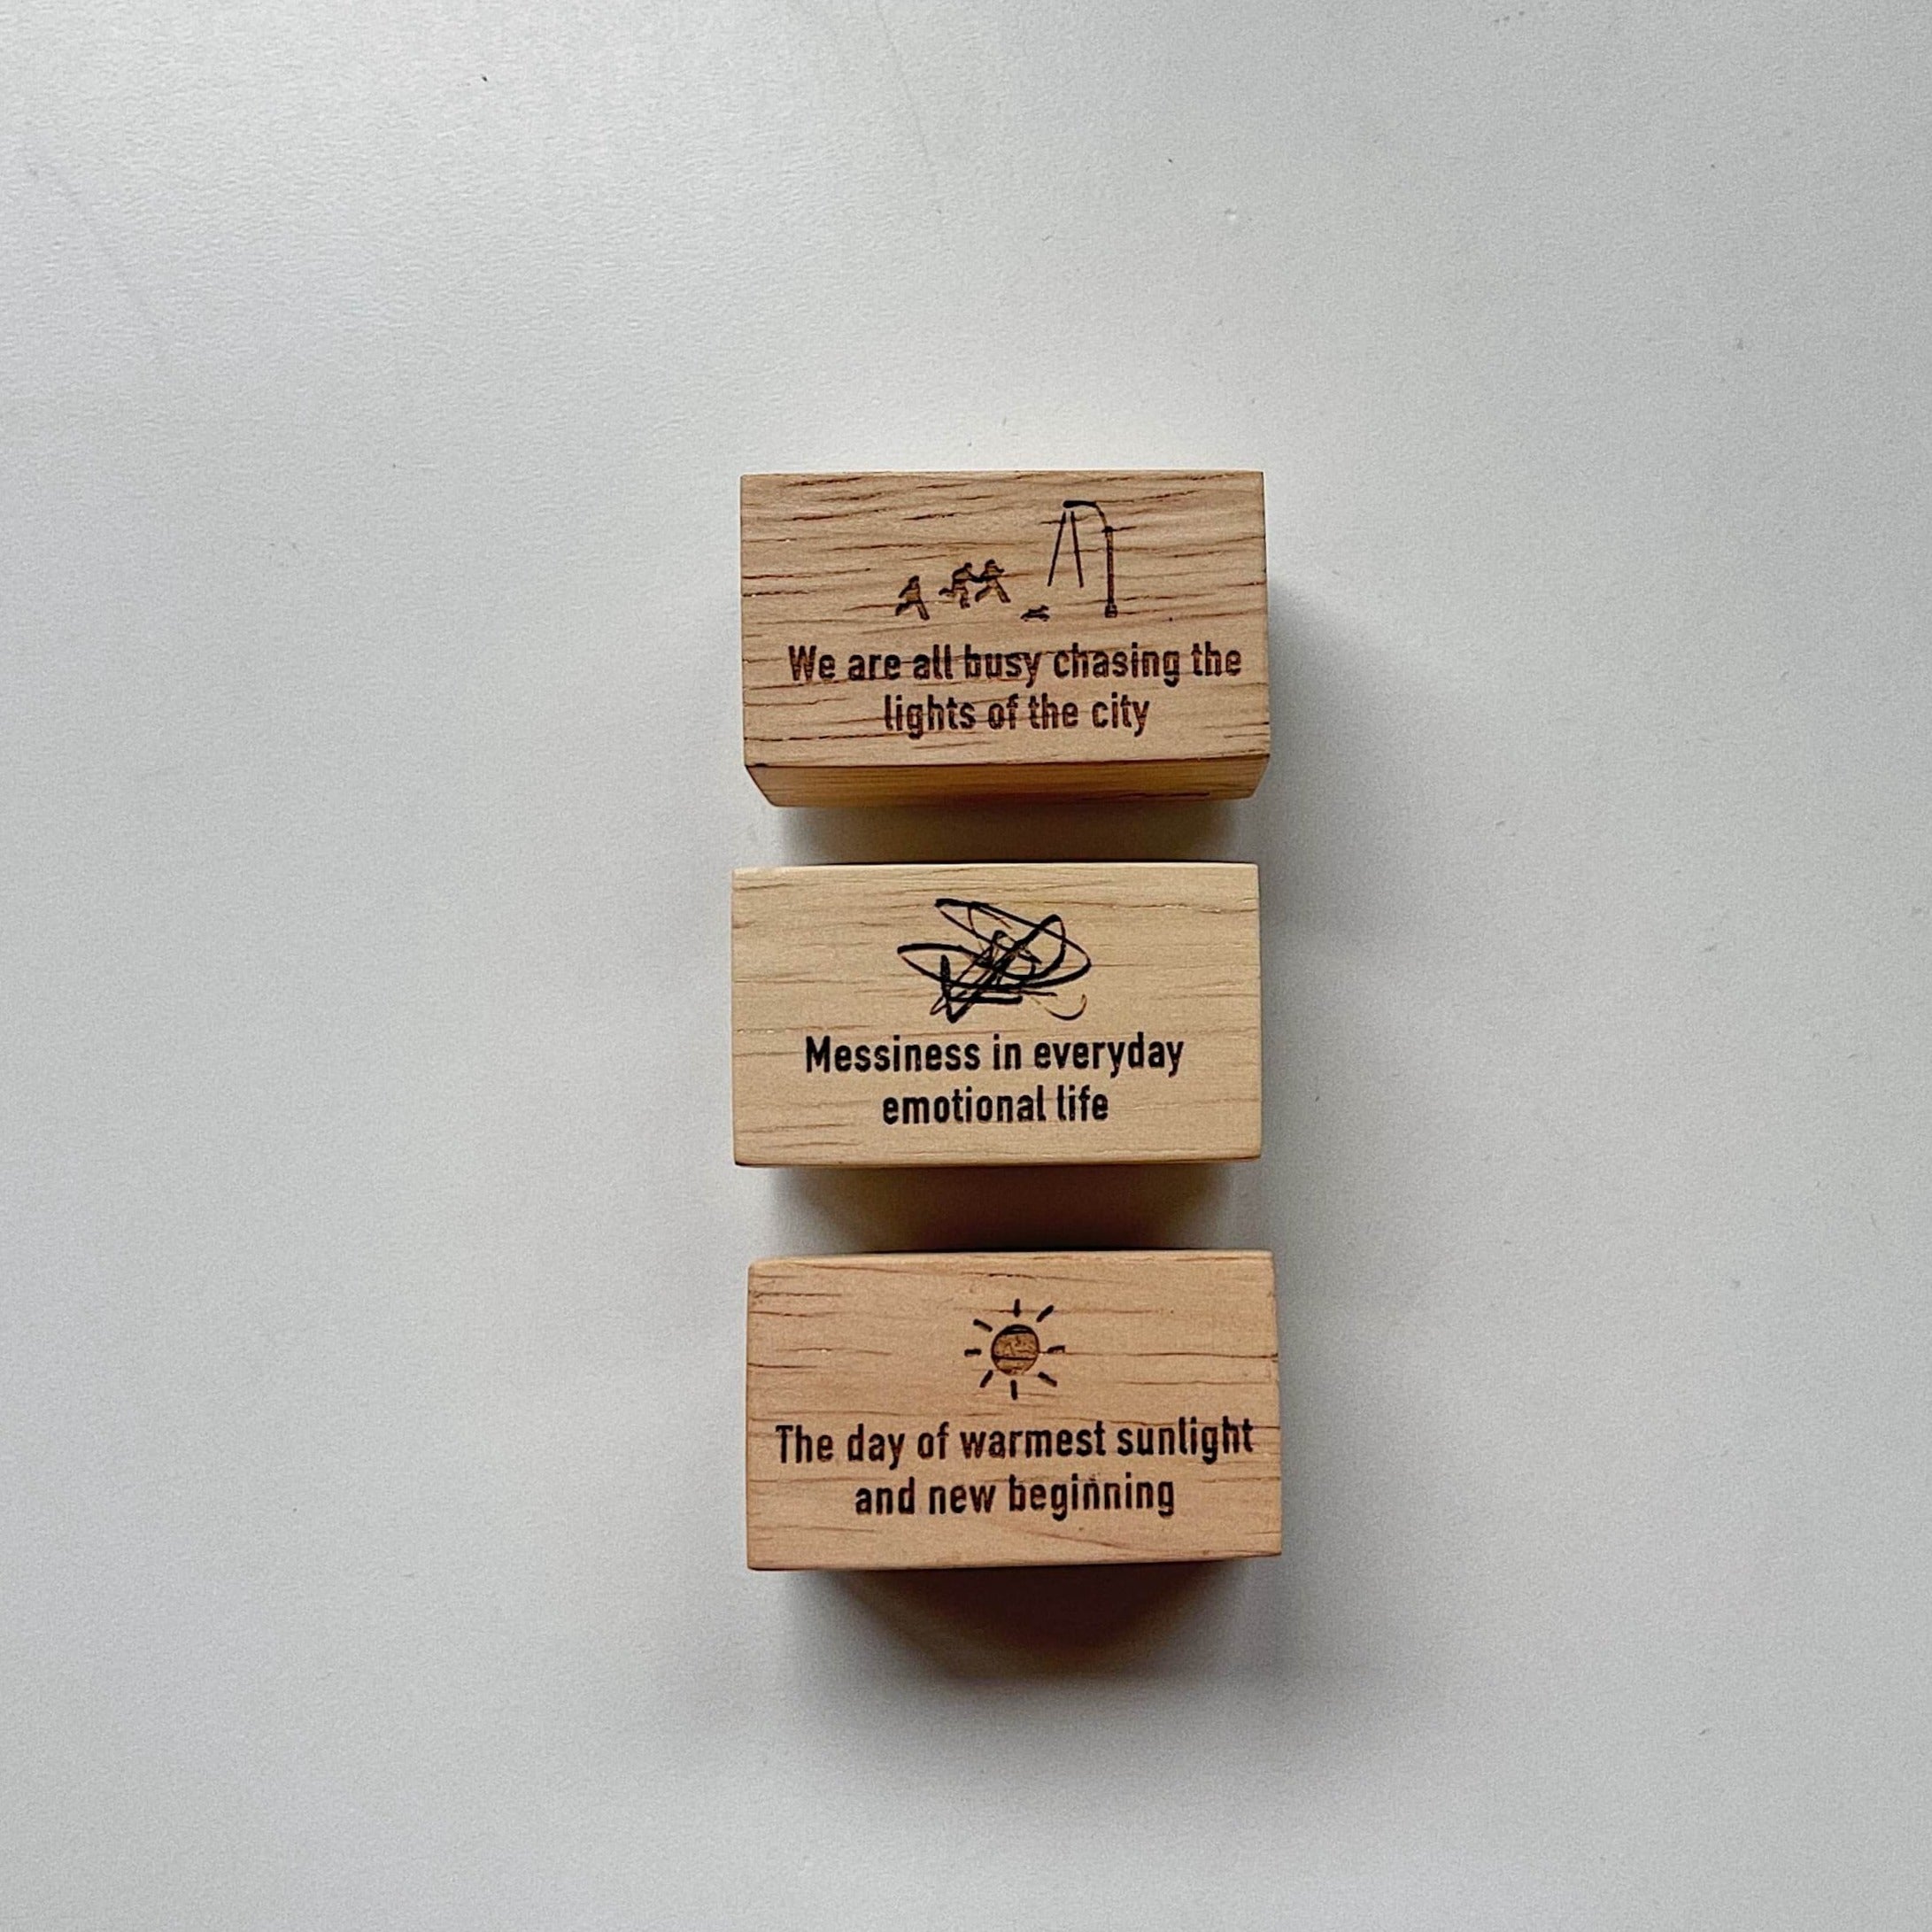 We are all busy chasing the
lights of the city
Messiness in everyday
emotional life
The day of warmest sunlight
and new beginning